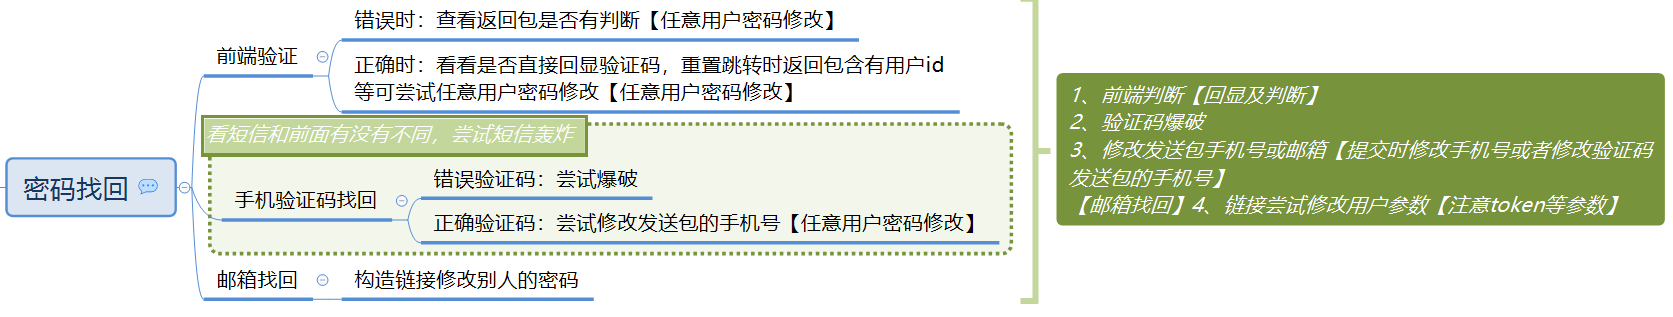 密码找回
前端验证
错误时：查看返回包是否有判断【任意用户密码修改】
正确时：看看是否直接回显验证码，重置跳转时返回包含有用户id
等可尝试任意用户密码修改【任意用户密码修改】
看短信和前面有没有不同，尝试短信轰炸
手机验证码找回
错误验证码：尝试爆破
正确验证码：尝试修改发送包的手机号【任意用户密码修改】
邮箱找回
构造链接修改别人的密码
1、前端判断【回显及判断】
2、验证码爆破
3、修改发送包手机号或邮箱【提交时修改手机号或者修改验证码
发送包的手机号】
【邮箱找回】4、链接尝试修改用户参数【注意token等参数】